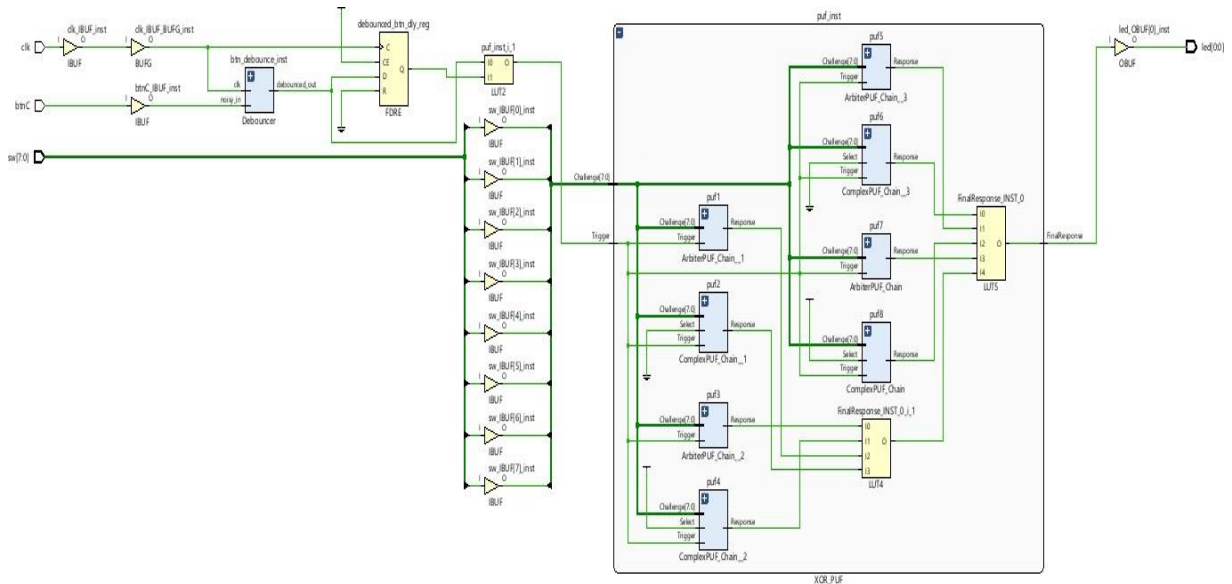 clk
clk_IBUF_inst
I
O
IBUF
clk_IBUF_BUFG_inst
I
O
BUFG
btnC
btnC_IBUF_inst
I
O
IBUF
btn_debounce_inst
clk
noisy_in
debounced_out
Debouncer
debounced_btn_dly_reg
C
CE
D
R
Q
FDRE
puf_inst_i_1
I0
I1
O
LUT2
sw[7:0]
sw_IBUF[0]_inst
I
O
IBUF
sw_IBUF[1]_inst
I
O
IBUF
sw_IBUF[2]_inst
I
O
IBUF
sw_IBUF[3]_inst
I
O
IBUF
sw_IBUF[4]_inst
I
O
IBUF
sw_IBUF[5]_inst
I
O
IBUF
sw_IBUF[6]_inst
I
O
IBUF
sw_IBUF[7]_inst
I
O
IBUF
puf_inst
Challenge[7:0]
Trigger
puf1
Challenge[7:0]
Trigger
Response
ArbiterPUF_Chain__1
puf2
Challenge[7:0]
Select
Trigger
Response
ComplexPUF_Chain__1
puf3
Challenge[7:0]
Trigger
Response
ArbiterPUF_Chain__2
puf4
Challenge[7:0]
Select
Trigger
Response
ComplexPUF_Chain__2
puf5
Challenge[7:0]
Trigger
Response
ArbiterPUF_Chain__3
puf6
Challenge[7:0]
Select
Trigger
Response
ComplexPUF_Chain__3
puf7
Challenge[7:0]
Trigger
Response
ArbiterPUF_Chain
puf8
Challenge[7:0]
Select
Trigger
Response
ComplexPUF_Chain
FinalResponse_INST_0_i_1
I0
I1
I2
I3
O
LUT4
FinalResponse_INST_0
I0
I1
I2
I3
I4
O
LUT5
FinalResponse
XOR_PUF
led_OBUF[0]_inst
I
O
OBUF
led[0:0]